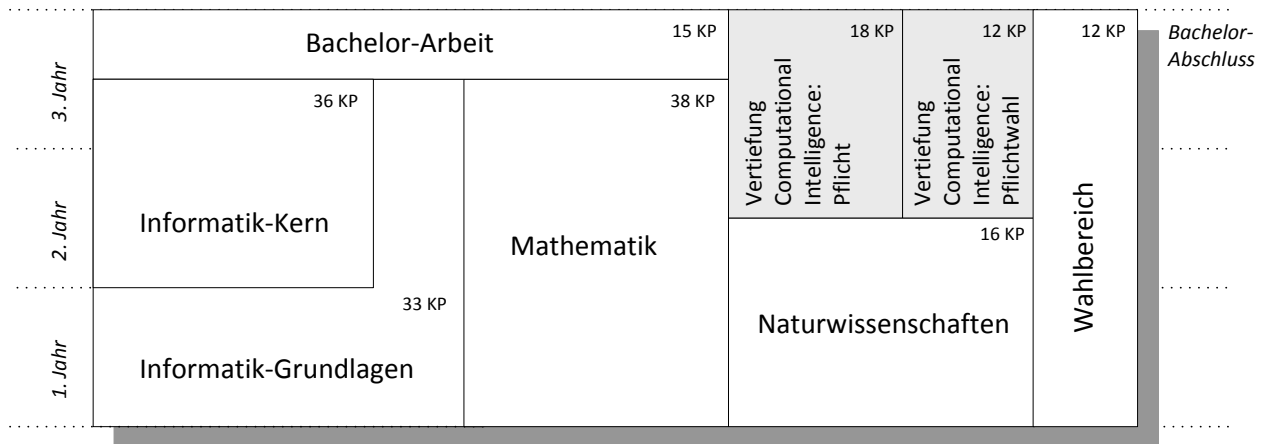 15 KP
18 KP
12 KP
12 KP
Bachelor-
Abschluss
Bachelor-Arbeit
3. Jahr
36 KP
38 KP
Vertiefung
Computational
Intelligence:
Pflicht
Vertiefung
Computational
Intelligence:
Pflichtwahl
Wahlbereich
2. Jahr
Informatik-Kern
Mathematik
16 KP
33 KP
Naturwissenschaften
1. Jahr
Informatik-Grundlagen